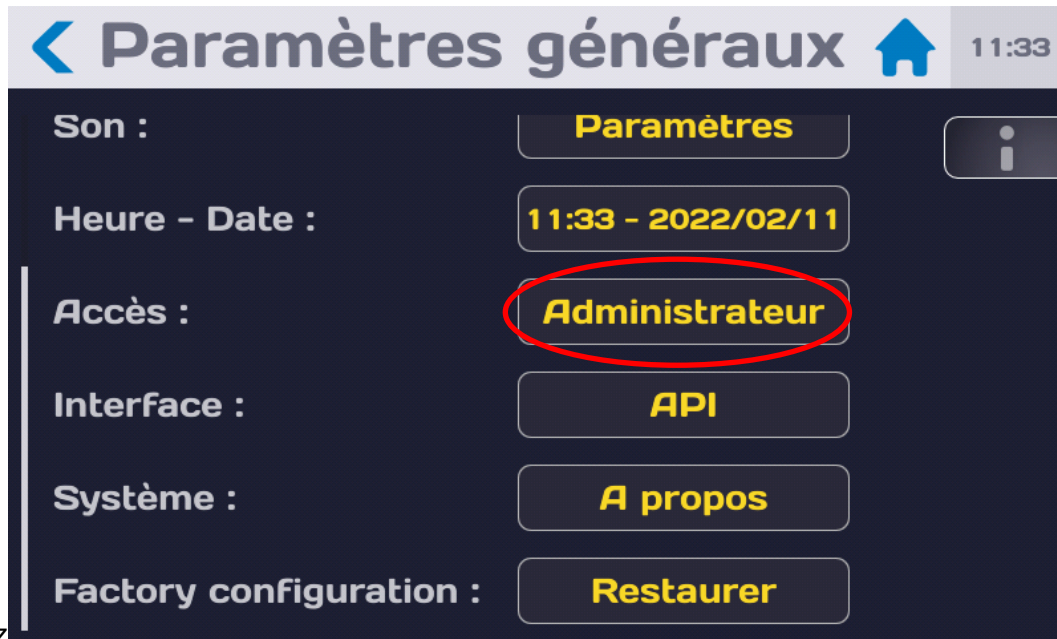 Paramètres généraux 11:33
Son : Paramètres
Heure - Date : 11:33 - 2022/02/11
Accès : Administrateur
Interface : API
Système : A propos
Factory configuration : Restaurer